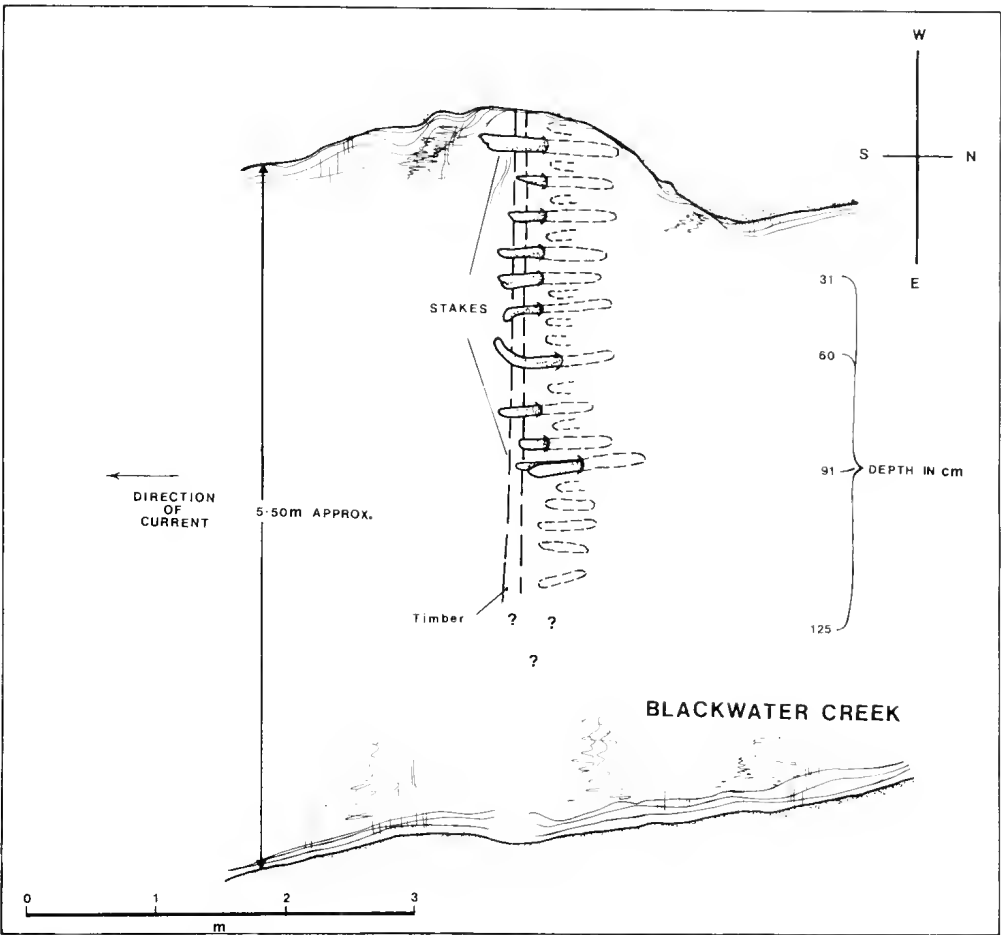 W
S N
E
31
STAKES
60
91 DEPTH IN cm
DIRECTION
OF
CURRENT
5·50m APPROX.
Timber
? ?
125
?
BLACKWATER CREEK
0 1 2 3
m